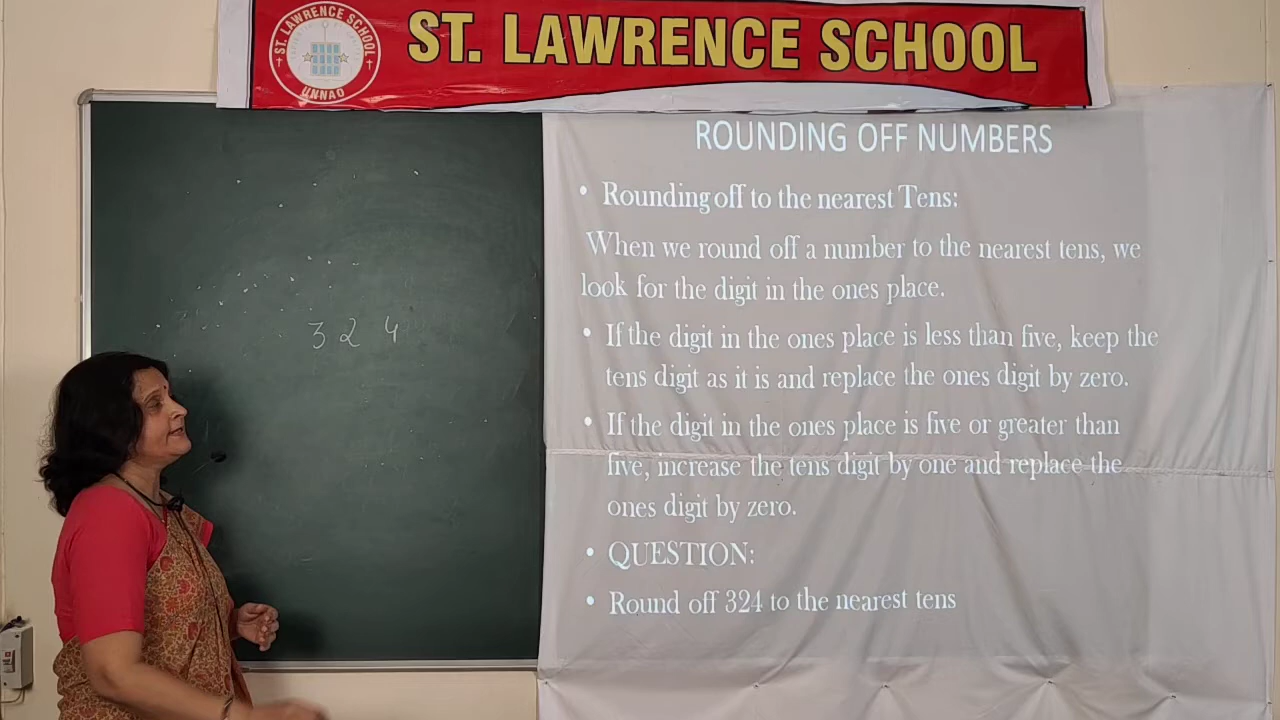 ST. LAWRENCE SCHOOL
UNNAO
ST. LAWRENCE SCHOOL
3 2 4
ROUNDING OFF NUMBERS
• Rounding off to the nearest Tens:
When we round off a number to the nearest tens, we
look for the digit in the ones place.
• If the digit in the ones place is less than five, keep the
tens digit as it is and replace the ones digit by zero.
• If the digit in the ones place is five or greater than
five, increase the tens digit by one and replace the
ones digit by zero.
• QUESTION:
• Round off 324 to the nearest tens